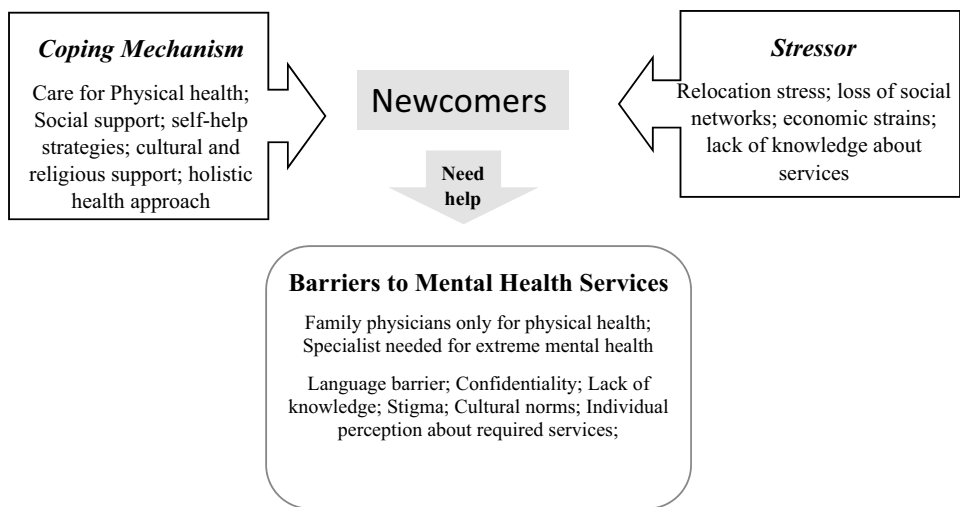 Coping Mechanism
Care for Physical health;
Social support; self-help
strategies; cultural and
religious support; holistic
health approach
Newcomers
Stressor
Relocation stress; loss of social
networks; economic strains;
lack of knowledge about
services
Need
help
Barriers to Mental Health Services
Family physicians only for physical health;
Specialist needed for extreme mental health
Language barrier; Confidentiality; Lack of
knowledge; Stigma; Cultural norms; Individual
perception about required services;